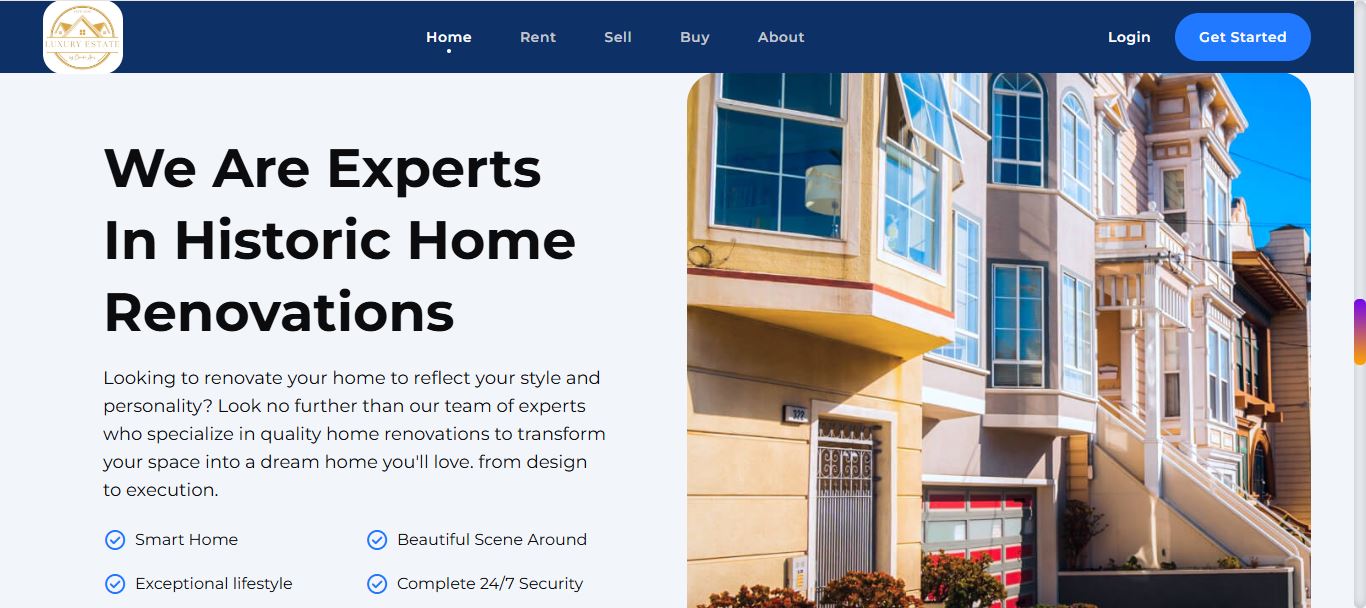 LUXURY ESTATE
Home
Rent
Sell
Buy
About
Login
Get Started
We Are Experts
In Historic Home
Renovations
Looking to renovate your home to reflect your style and
personality? Look no further than our team of experts
who specialize in quality home renovations to transform
your space into a dream home you'll love. from design
to execution.
Smart Home
Beautiful Scene Around
Exceptional lifestyle
Complete 24/7 Security